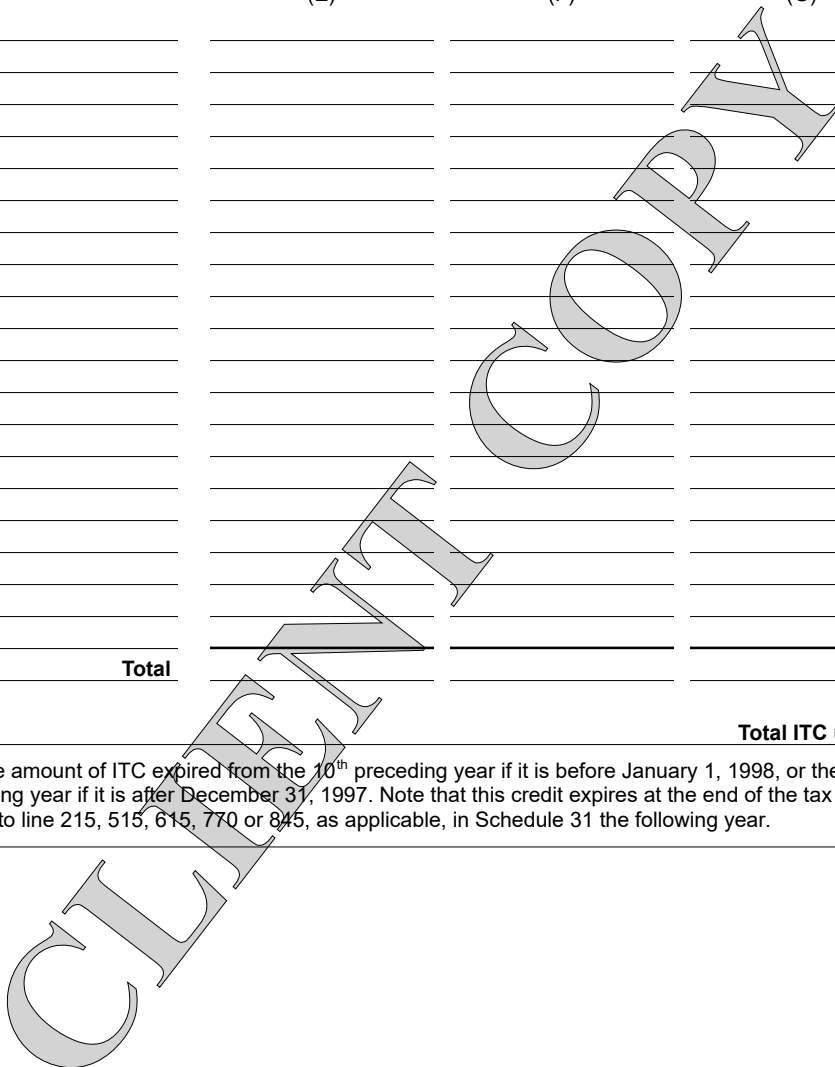 Total
Total ITC
e amount of ITC expired from the 10th preceding year if it is before January 1, 1998, or the
ng year if it is after December 31, 1997. Note that this credit expires at the end of the tax
to line 215, 515, 615, 770 or 845, as applicable, in Schedule 31 the following year.
CLIENT COPY